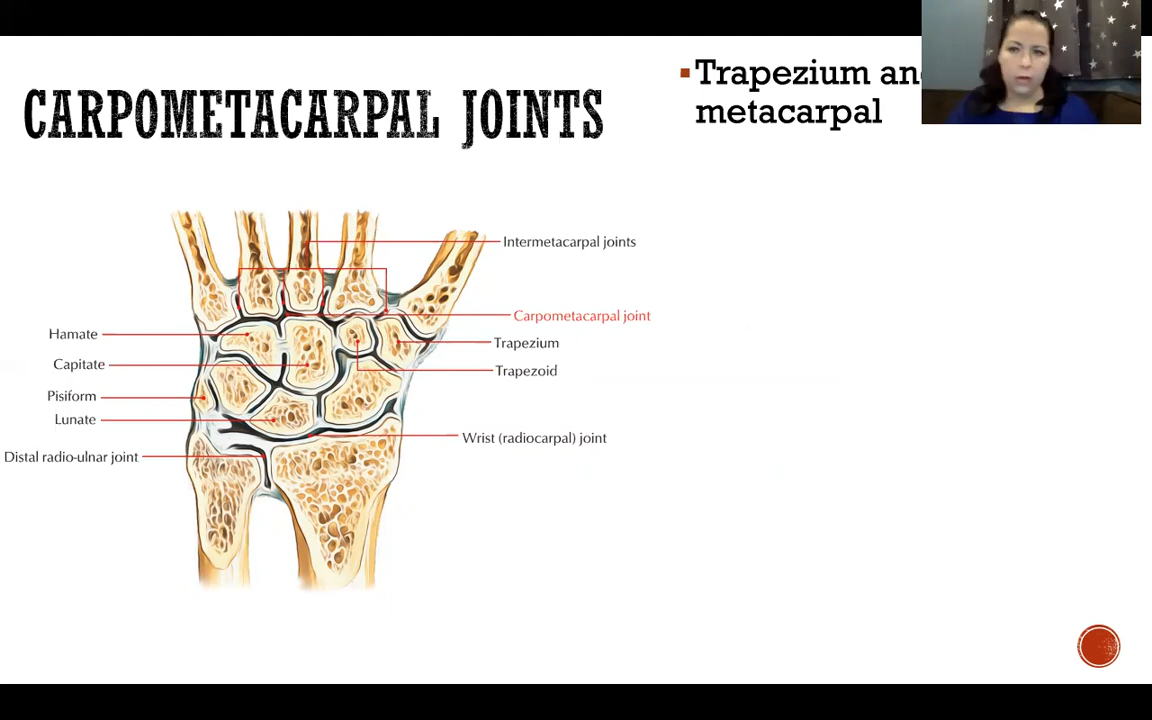 CARPOMETACARPAL JOINTS
▪Trapezium an
metacarpal
Intermetacarpal joints
Carpometacarpal joint
Trapezium
Trapezoid
Wrist (radiocarpal) joint
Hamate
Capitate
Pisiform
Lunate
Distal radio-ulnar joint